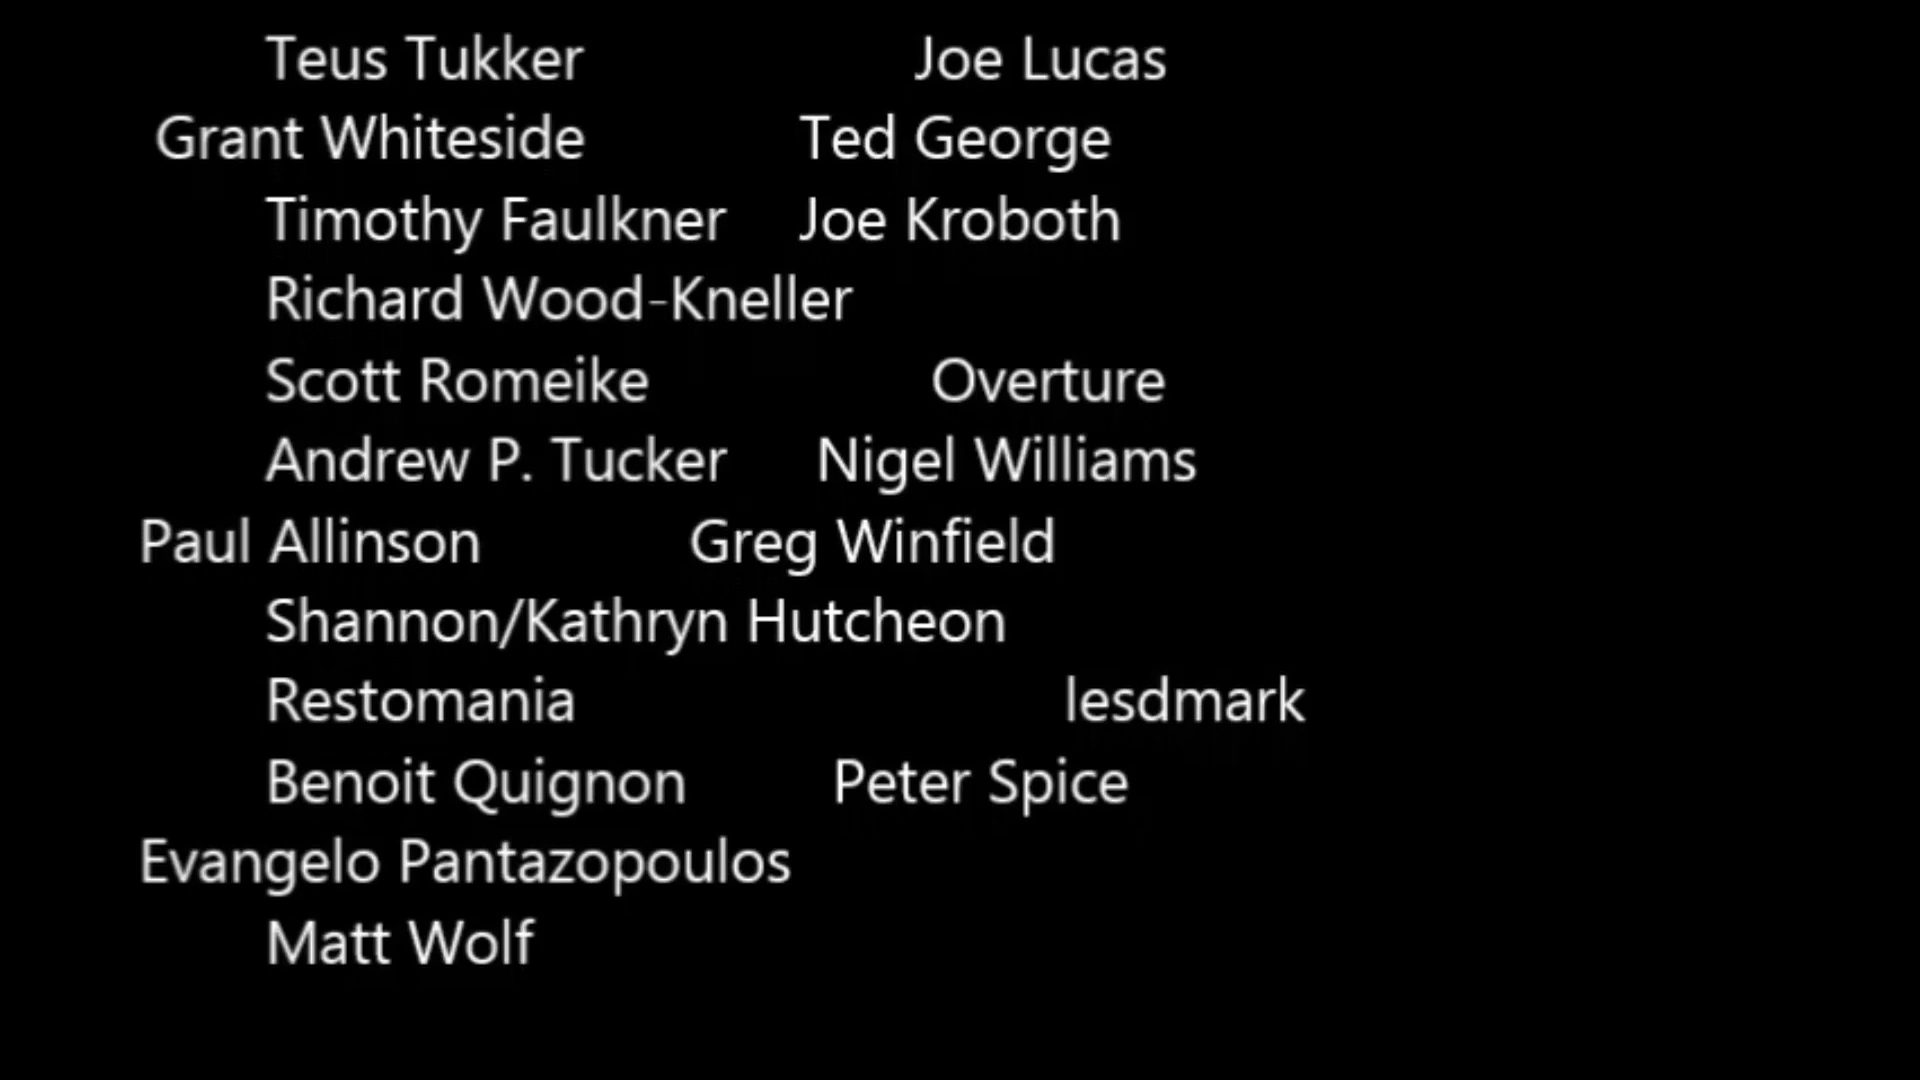 Teus Tukker Joe Lucas
Grant Whiteside Ted George
Timothy Faulkner Joe Kroboth
Richard Wood-Kneller
Scott Romeike Overture
Andrew P. Tucker Nigel Williams
Paul Allinson Greg Winfield
Shannon/Kathryn Hutcheon
Restomania lesdmark
Benoit Quignon Peter Spice
Evangelo Pantazopoulos
Matt Wolf